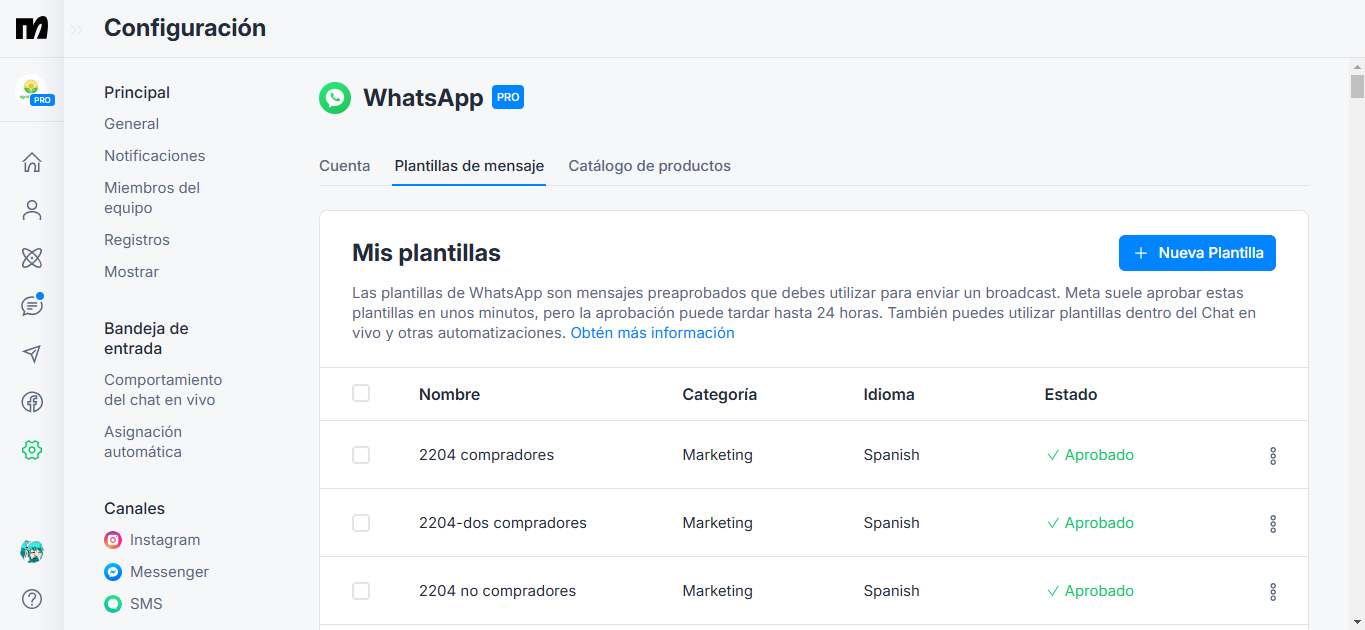 Configuración
PRO
Principal
General
Notificaciones
Miembros del
equipo
Registros
Mostrar
Bandeja de
entrada
Comportamiento
del chat en vivo
Asignación
automática
Canales
Instagram
Messenger
SMS
WhatsApp PRO
Cuenta Plantillas de mensaje Catálogo de productos
Mis plantillas
+ Nueva Plantilla
Las plantillas de WhatsApp son mensajes preaprobados que debes utilizar para enviar un broadcast. Meta suele aprobar estas
plantillas en unos minutos, pero la aprobación puede tardar hasta 24 horas. También puedes utilizar plantillas dentro del Chat en
vivo y otras automatizaciones. Obtén más información
Nombre Categoría Idioma Estado
2204 compradores Marketing Spanish Aprobado
2204-dos compradores Marketing Spanish Aprobado
2204 no compradores Marketing Spanish Aprobado